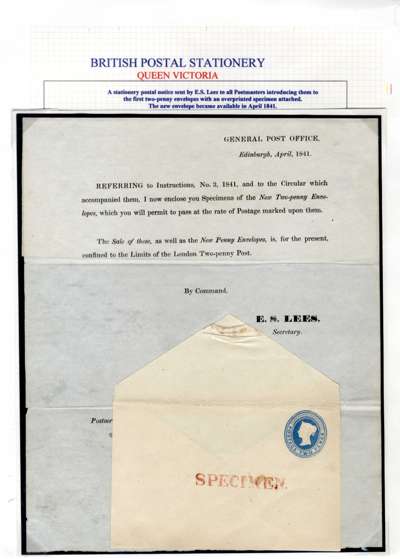 BRITISH POSTAL STATIONERY
QUEEN VICTORIA
A stationery postal notice sent by E.S. Lees to all Postmasters introducing them to
the first two-penny envelopes with an overprinted specimen attached.
The new envelope became available in April 1841.
GENERAL POST OFFICE,
Edinburgh, April, 1841.
REFERRING to Instructions, No. 3, 1841, and to the Circular which
accompanied them, I now enclose you Specimens of the New Two-penny Enve-
lopes, which you will permit to pass at the rate of Postage marked upon them.
The Sale of these, as well as the New Penny Envelopes, is, for the present,
confined to the Limits of the London Two-penny Post.
By Command.
E. S. LEES,
Secretary.
POSTAGE TWO PENCE
SPECIMEN.